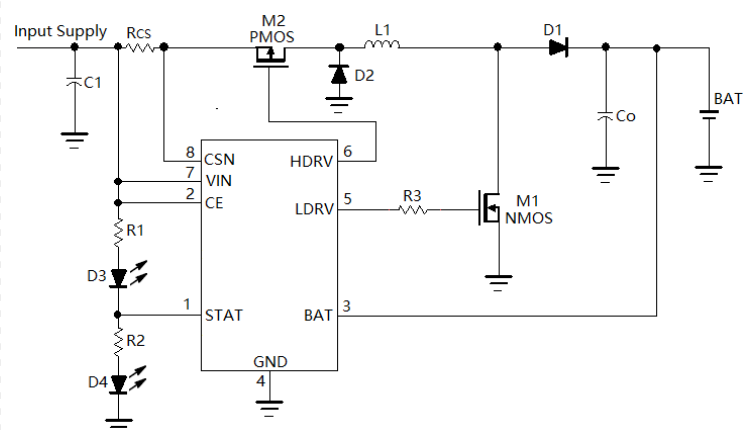 Input Supply
RCS
M2
PMOS
L1
D1
C1
D2
Co
BAT
8 CSN
7 VIN
2 CE
HDRV 6
LDRV 5
R3
M1
NMOS
R1
D3
1 STAT
BAT 3
R2
D4
GND
4